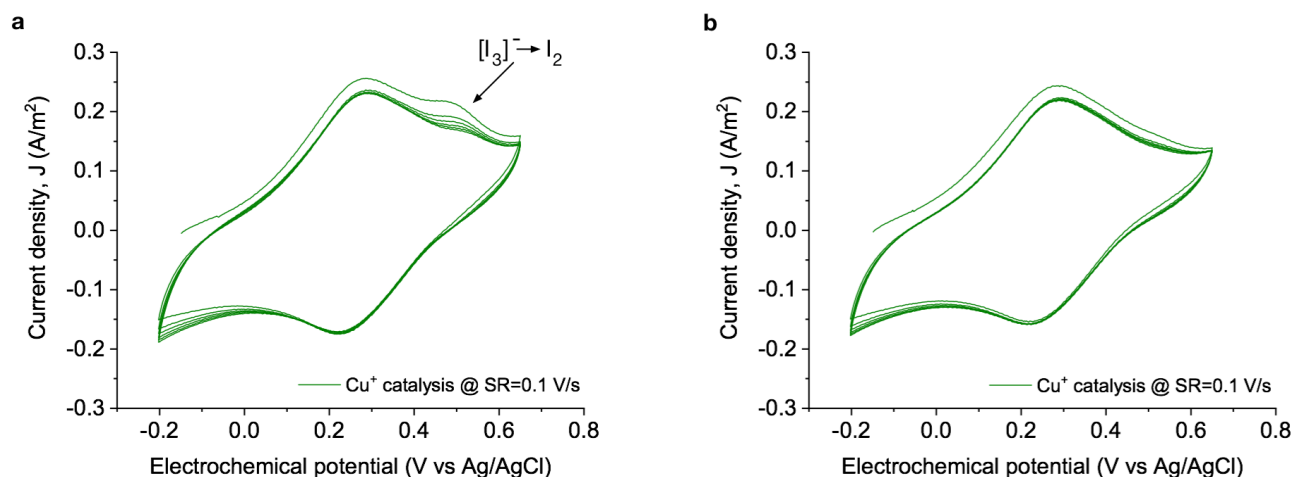 a
[I₃]⁻→I₂
Current density, J (A/m²)
0.3
0.2
0.1
0.0
-0.1
-0.2
-0.3
-0.2 0.0 0.2 0.4 0.6 0.8
Cu⁺ catalysis @ SR=0.1 V/s
Electrochemical potential (V vs Ag/AgCl)
b
Current density, J (A/m²)
0.3
0.2
0.1
0.0
-0.1
-0.2
-0.3
-0.2 0.0 0.2 0.4 0.6 0.8
Cu⁺ catalysis @ SR=0.1 V/s
Electrochemical potential (V vs Ag/AgCl)